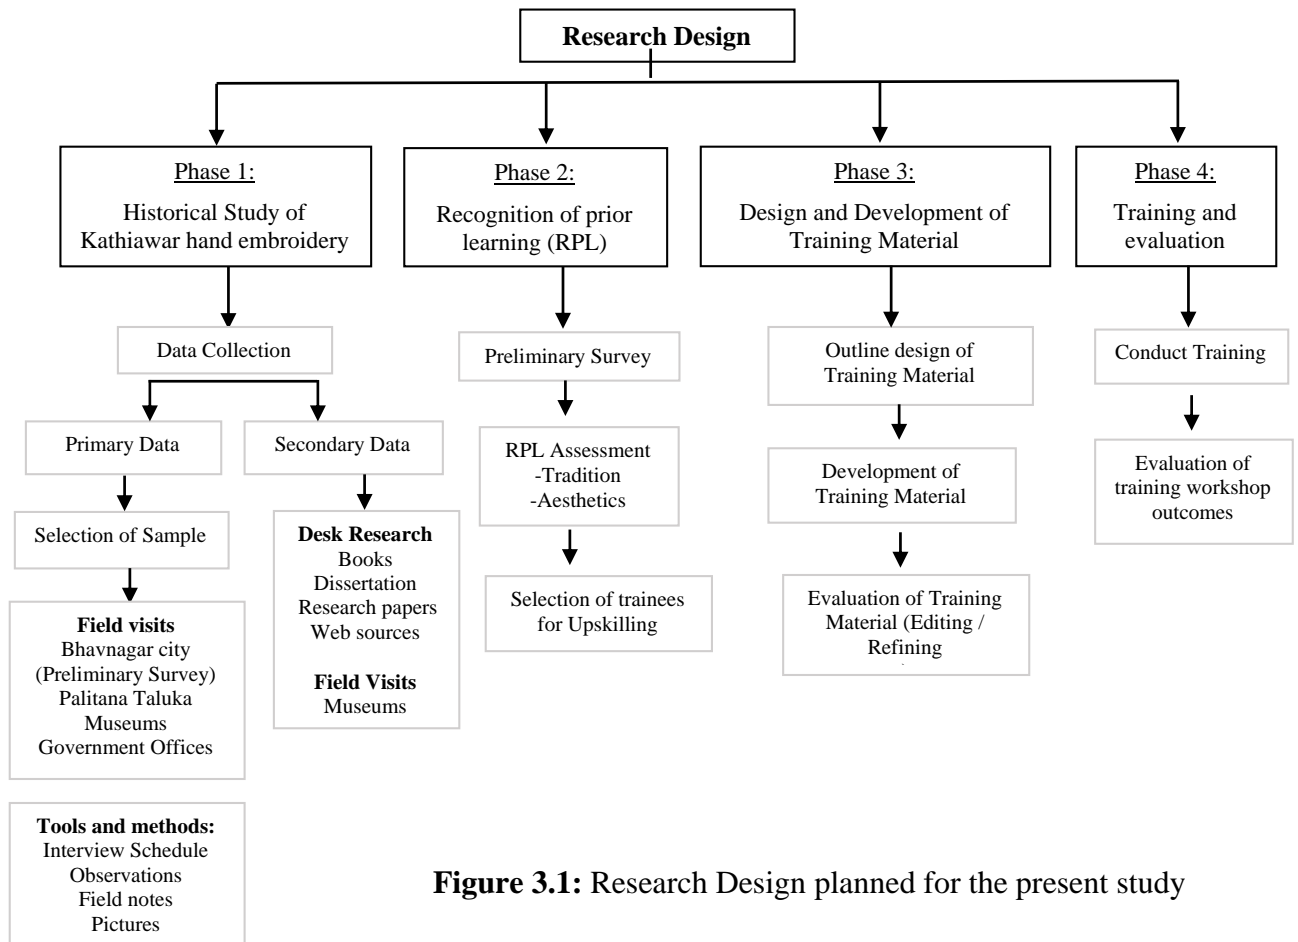 Research Design
Phase 1:
Historical Study of
Kathiawar hand embroidery
Phase 2:
Recognition of prior
learning (RPL)
Phase 3:
Design and Development of
Training Material
Phase 4:
Training and
evaluation
Data Collection
Primary Data
Secondary Data
Selection of Sample
Field visits
Bhavnagar city
(Preliminary Survey)
Palitana Taluka
Museums
Government Offices
Tools and methods:
Interview Schedule
Observations
Field notes
Pictures
Desk Research
Books
Dissertation
Research papers
Web sources
Field Visits
Museums
Preliminary Survey
RPL Assessment
-Tradition
-Aesthetics
Selection of trainees
for Upskilling
Outline design of
Training Material
Development of
Training Material
Evaluation of Training
Material (Editing /
Refining
Conduct Training
Evaluation of
training workshop
outcomes
Figure 3.1: Research Design planned for the present study